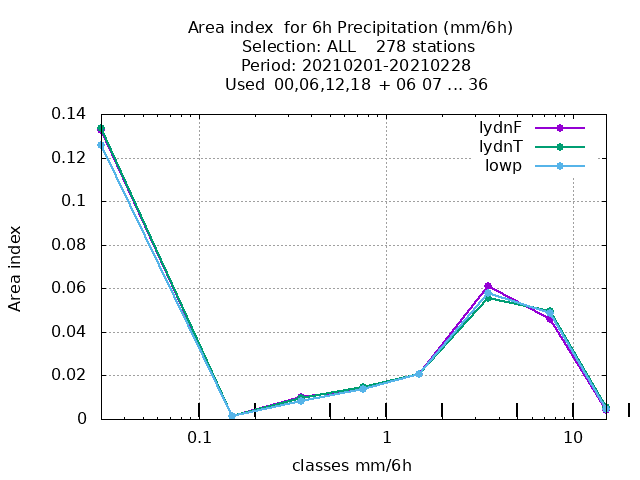 Area index  for 6h Precipitation (mm/6h)
Selection: ALL    278 stations
Period: 20210201-20210228
Used  00,06,12,18 + 06 07 ... 36
0.14
0.12
0.1
0.08
0.06
0.04
0.02
0
Area index
lydnF
lydnT
lowp
0.1
1
10
classes mm/6h